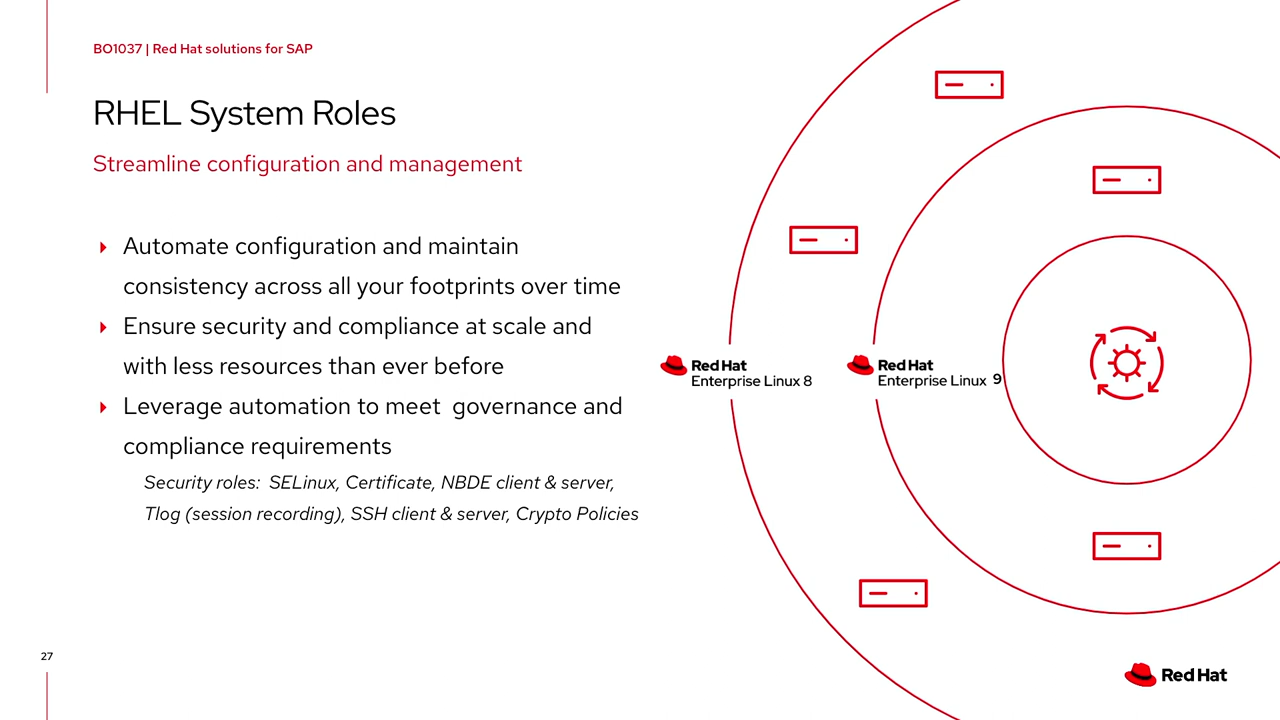 BO1037 | Red Hat solutions for SAP
RHEL System Roles
Streamline configuration and management
Automate configuration and maintain
consistency across all your footprints over time
Ensure security and compliance at scale and
with less resources than ever before
Leverage automation to meet  governance and
compliance requirements
Security roles:  SELinux, Certificate, NBDE client & server,
Tlog (session recording), SSH client & server, Crypto Policies
Red Hat
Enterprise Linux 8
Red Hat
Enterprise Linux 9
27
Red Hat